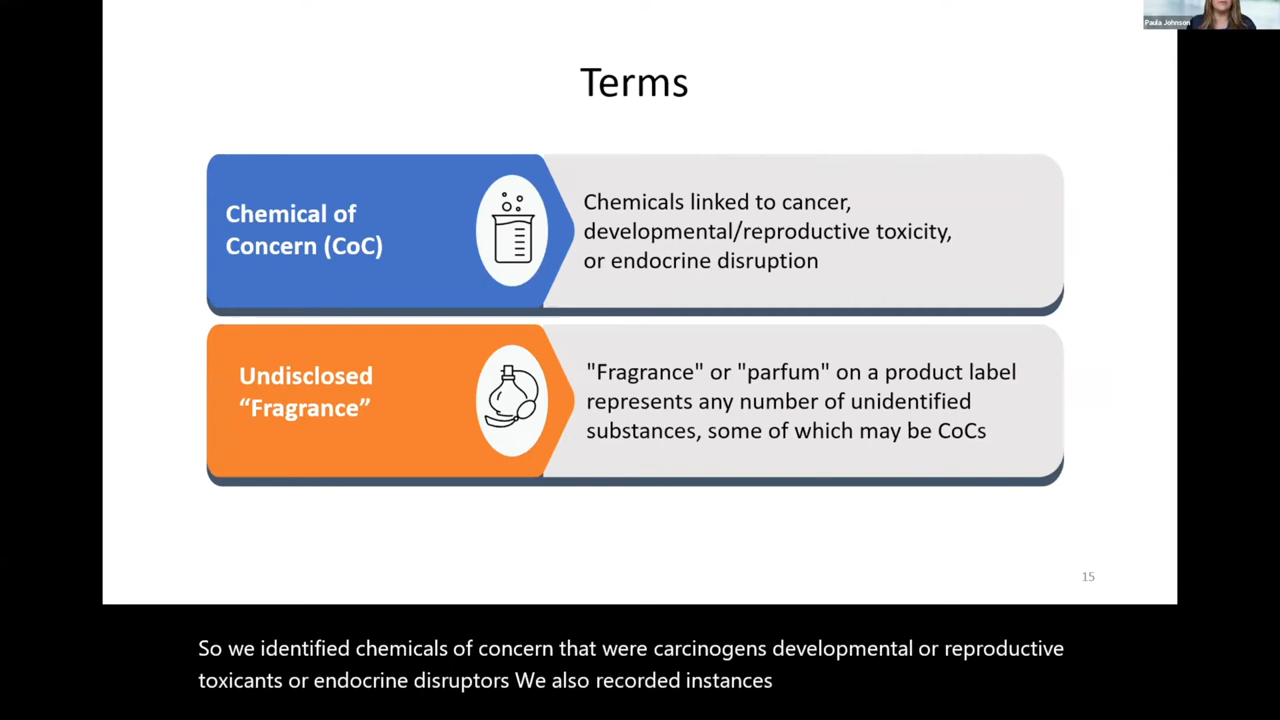 Paula Johnson
Terms
Chemical of
Concern (CoC)
Chemicals linked to cancer,
developmental/reproductive toxicity,
or endocrine disruption
Undisclosed
“Fragrance”
"Fragrance" or "parfum" on a product label
represents any number of unidentified
substances, some of which may be CoCs
15
So we identified chemicals of concern that were carcinogens developmental or reproductive
toxicants or endocrine disruptors We also recorded instances